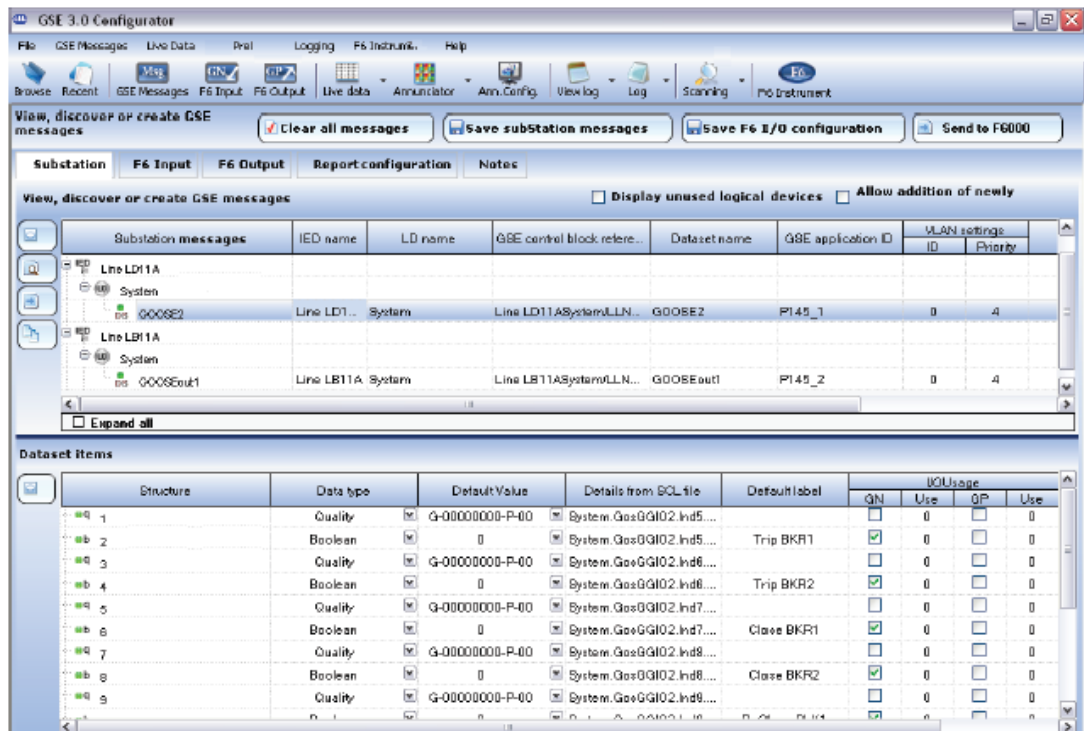 GSE 3.0 Configurator
File GSE Messages Live Data Logging Help
Browse Recent GSE Messages F6 Input F6 Output Live data Annunciator Ann.Config. View log Log Scanning F6 Instrument
View, discover or create GSE messages
Clear all messages Save subStation messages Save F6 I/O configuration Send to F6000
Substation F6 Input F6 Output Report configuration Notes
View, discover or create GSE messages Display unused logical devices Allow addition of newly
Substation messages IED name LD name GSE control block refere... Dataset name GSE application ID VLAN settings
ID Priority
Line LD11A
System
GOOSE2 Line LD1... System Line LD11ASystem/LLN... GOOSE2 P145_1 0 4
Line LB11A
System
GOOSEout1 Line LB11A System Line LB11ASystem/LLN... GOOSEout1 P145_2 0 4
Expand all
Dataset items
Structure Data type Default Value Details from SCL file Default label I/O Usage
GN Use GP Use
q 1 Quality G-00000000-P-00 System.GosGGIO2.Ind5.... 0 0
b 2 Boolean 0 System.GosGGIO2.Ind5.... Trip BKR1 0 0
q 3 Quality G-00000000-P-00 System.GosGGIO2.Ind6.... 0 0
b 4 Boolean 0 System.GosGGIO2.Ind6.... Trip BKR2 0 0
q 5 Quality G-00000000-P-00 System.GosGGIO2.Ind7.... 0 0
b 6 Boolean 0 System.GosGGIO2.Ind7.... Close BKR1 0 0
q 7 Quality G-00000000-P-00 System.GosGGIO2.Ind8.... 0 0
b 8 Boolean 0 System.GosGGIO2.Ind8.... Close BKR2 0 0
q 9 Quality G-00000000-P-00 System.GosGGIO2.Ind9.... 0 0